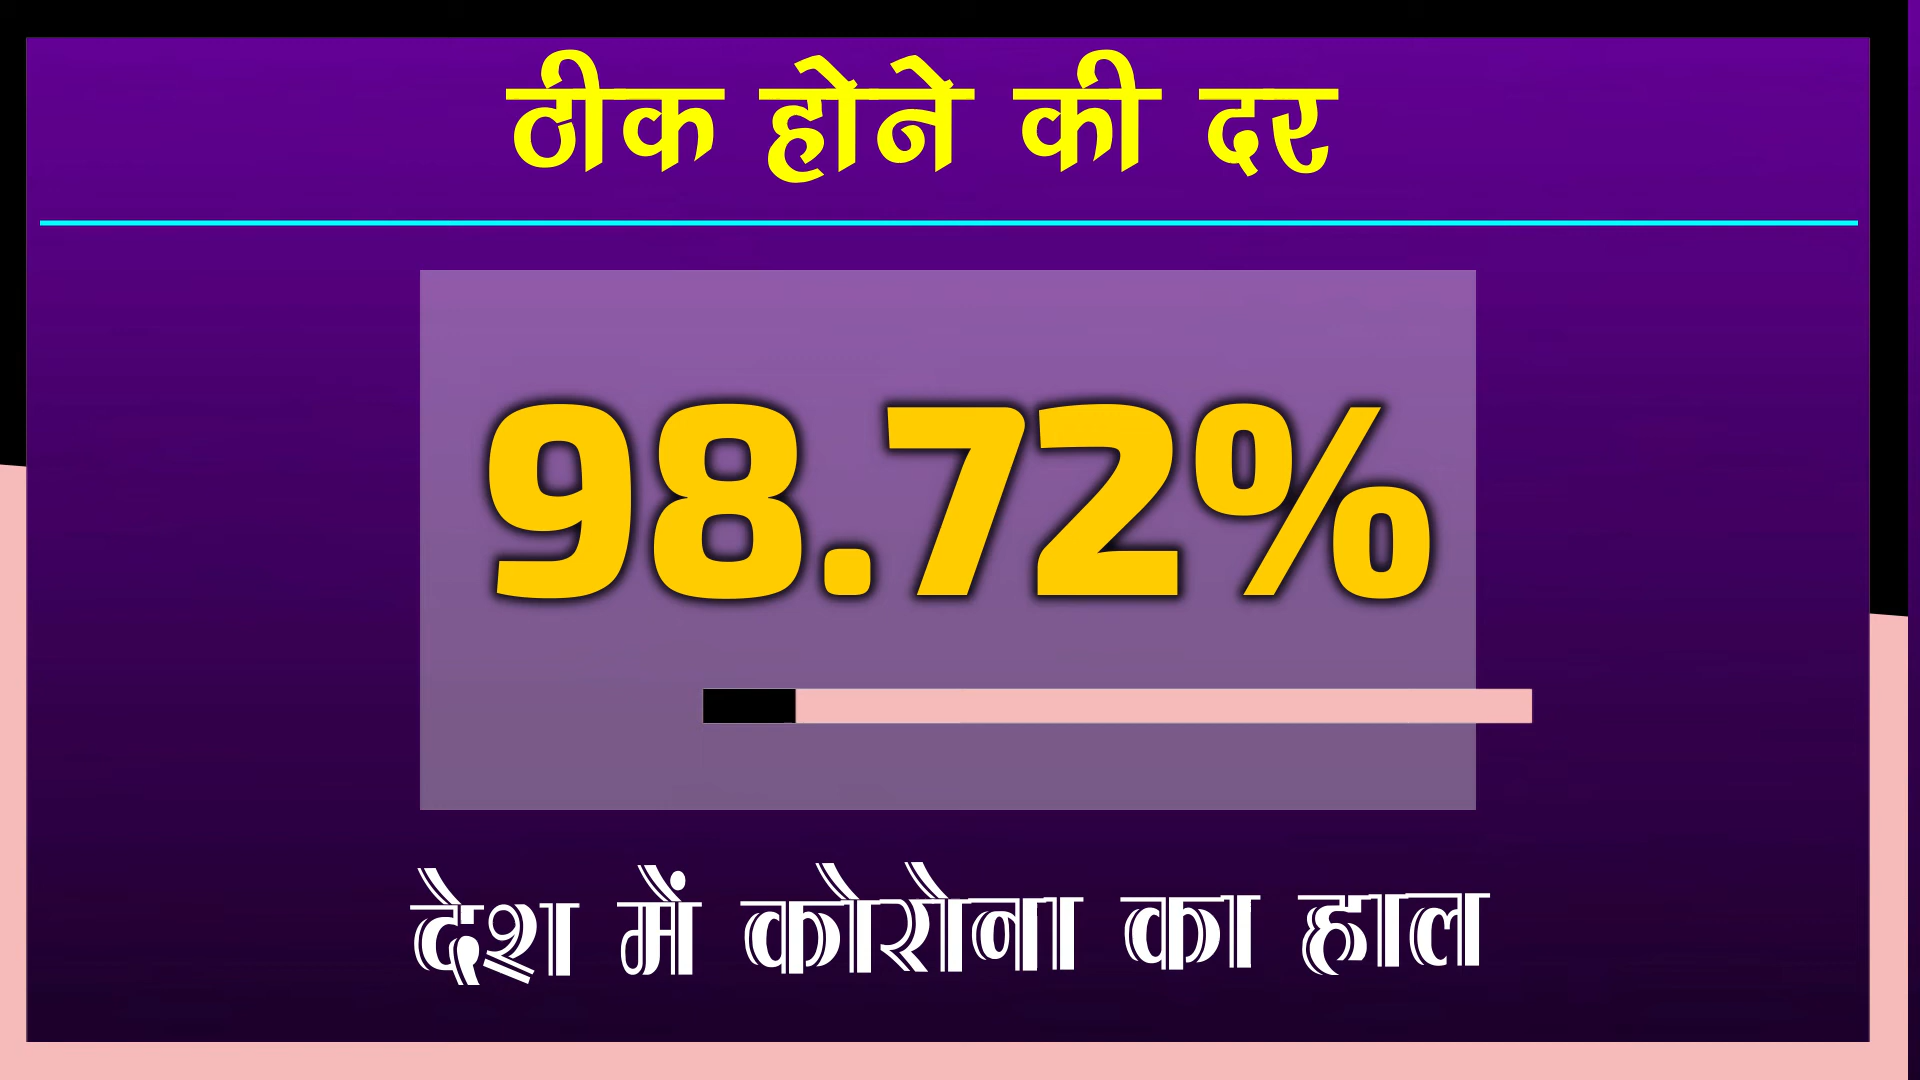 ठीक होने की दर
98.72%
देश में कोरोना का हाल